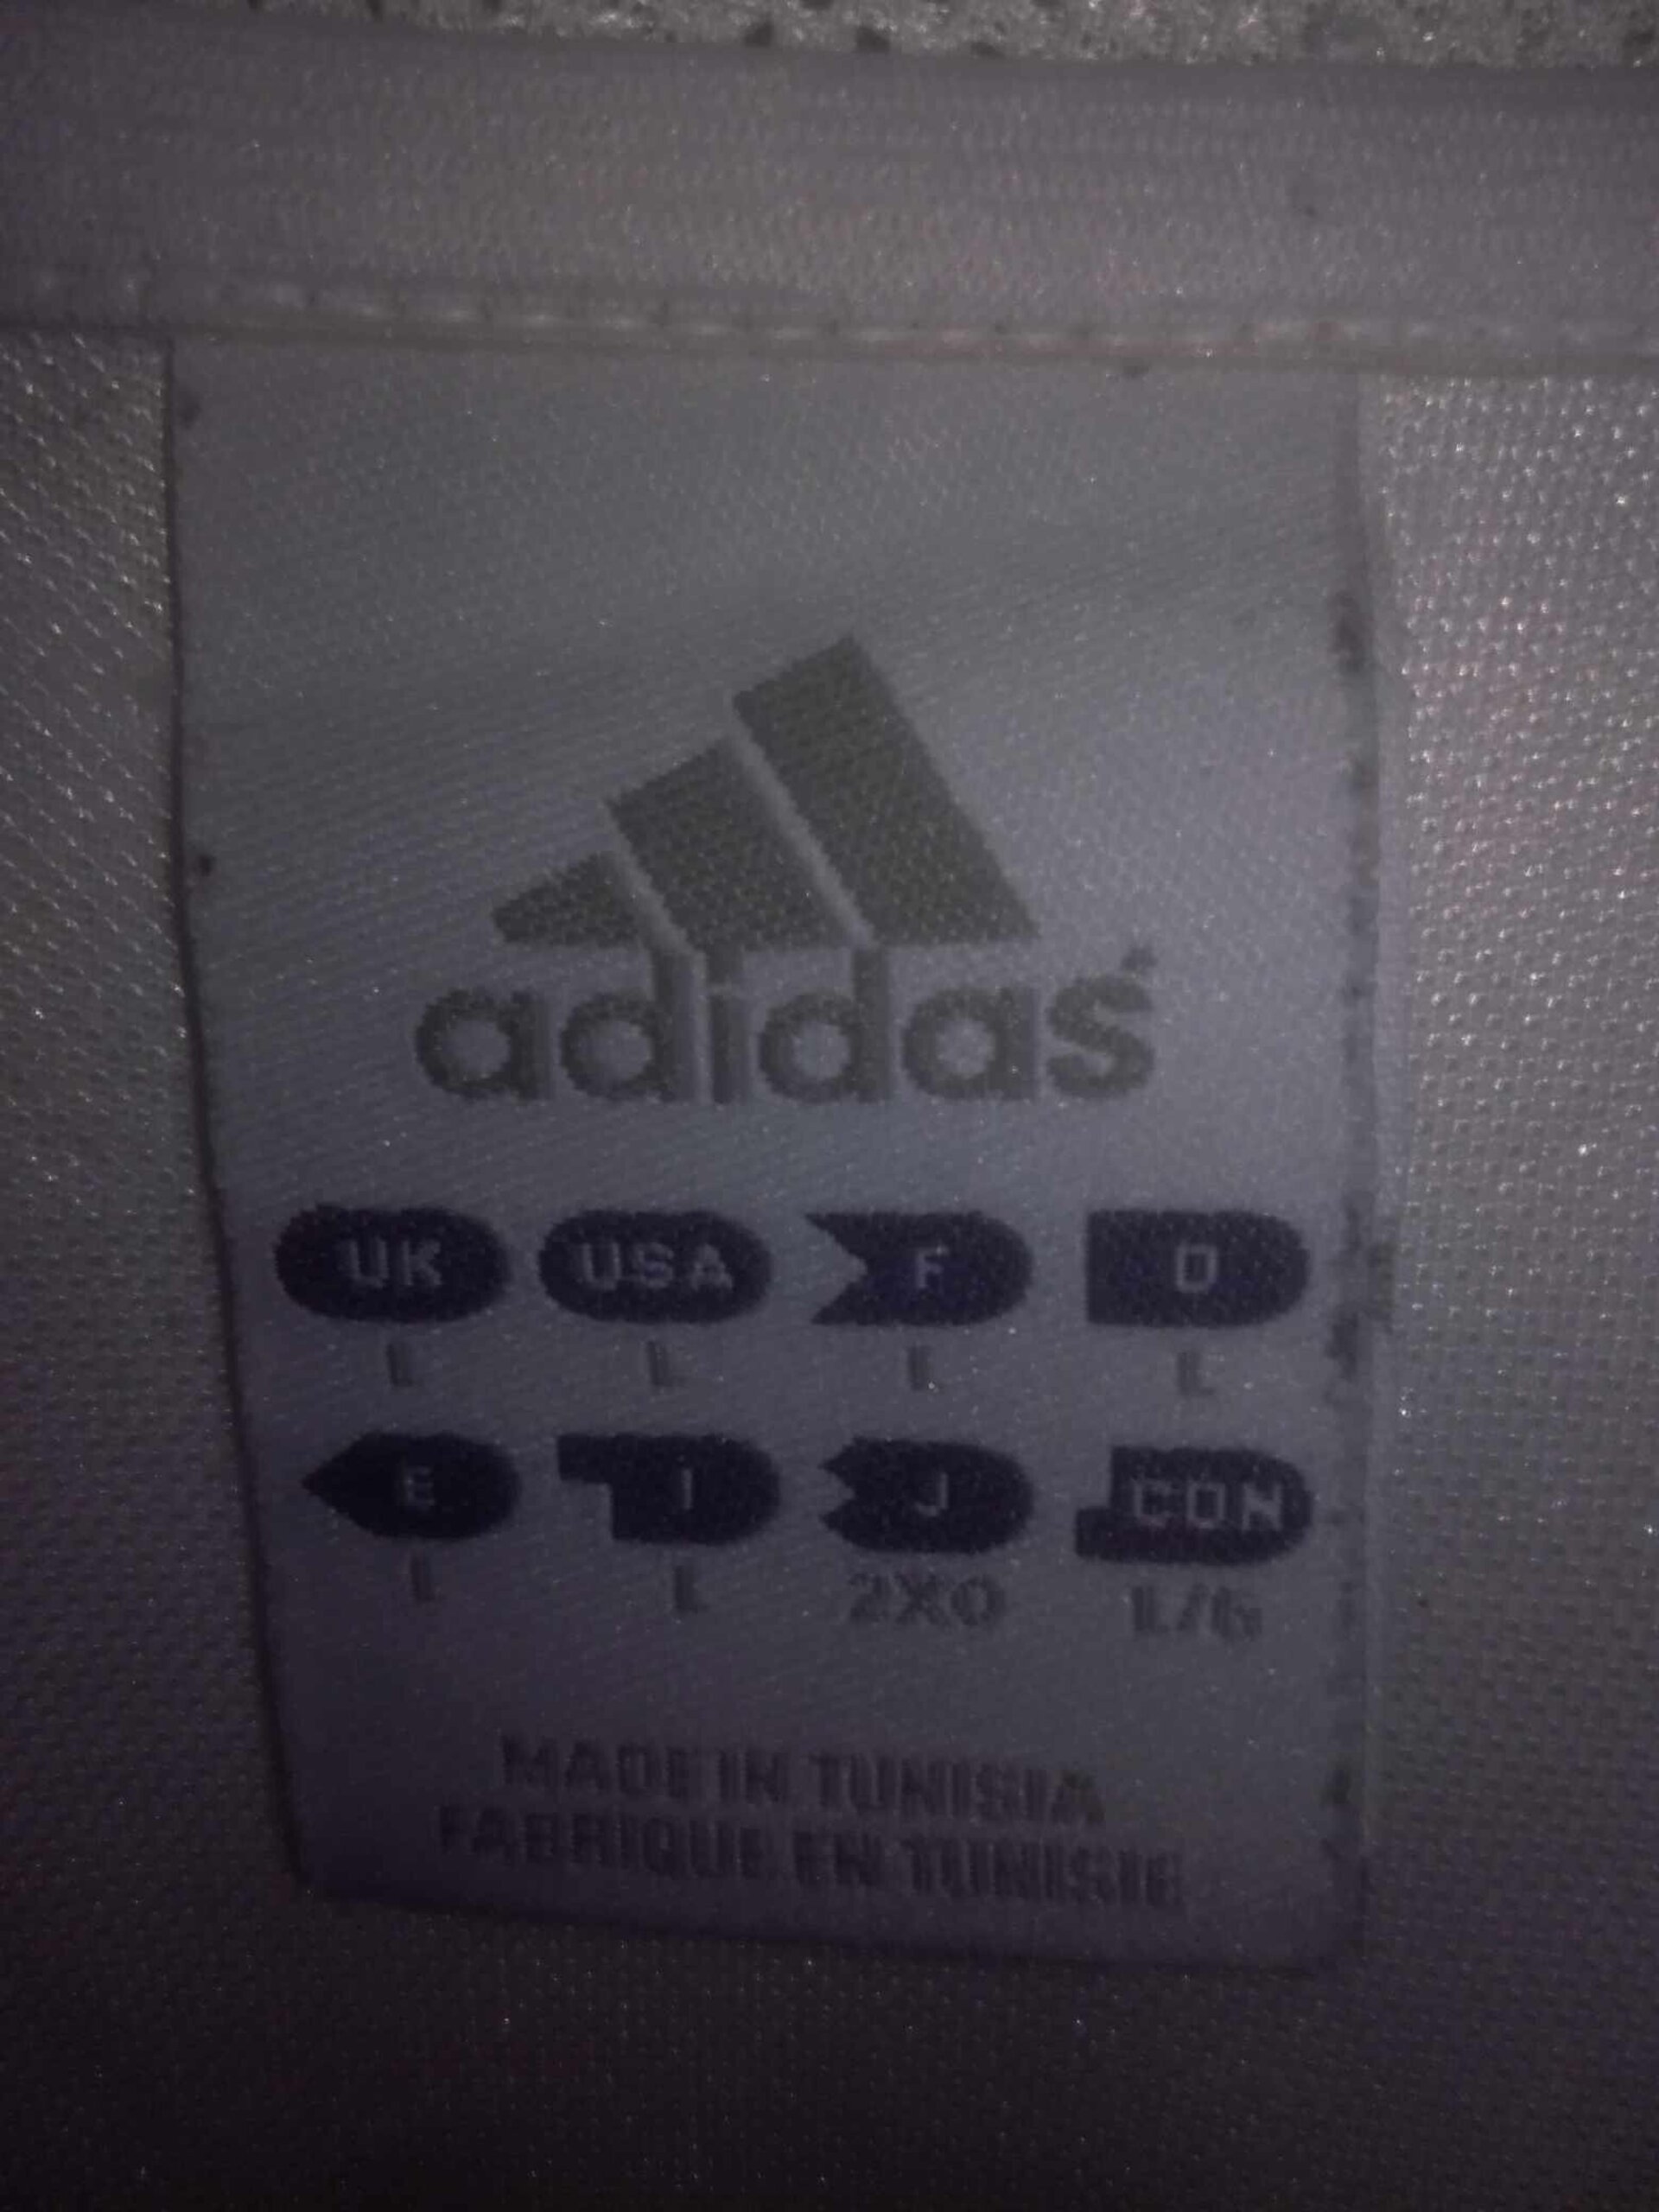 adidas
UK USA F D
L L L L
E I J CON
L L 2XO L/G
MADE IN TUNISIA
FABRIQUE EN TUNISIE